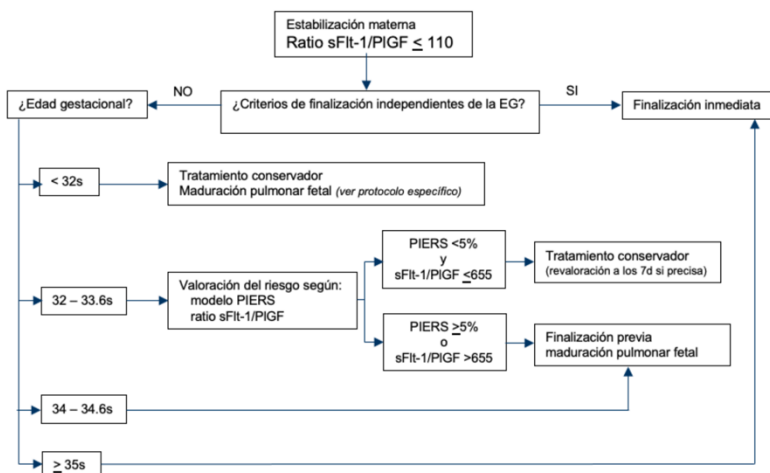 Estabilización materna
Ratio sFlt-1/PlGF ≤ 110
¿Edad gestacional?
NO
¿Criterios de finalización independientes de la EG?
SI
Finalización inmediata
< 32s
Tratamiento conservador
Maduración pulmonar fetal (ver protocolo específico)
32 – 33.6s
Valoración del riesgo según:
modelo PIERS
ratio sFlt-1/PlGF
PIERS <5%
y
sFlt-1/PlGF ≤655
Tratamiento conservador
(revaloración a los 7d si precisa)
PIERS ≥5%
o
sFlt-1/PlGF >655
Finalización previa
maduración pulmonar fetal
34 – 34.6s
≥ 35s